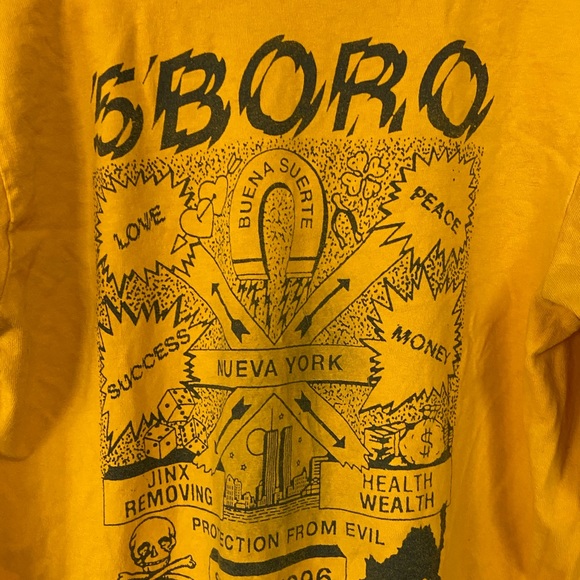 5BORO
BUENA SUERTE
LOVE
PEACE
SUCCESS
MONEY
NUEVA YORK
$
JINX
REMOVING
HEALTH
WEALTH
PROTECTION FROM EVIL